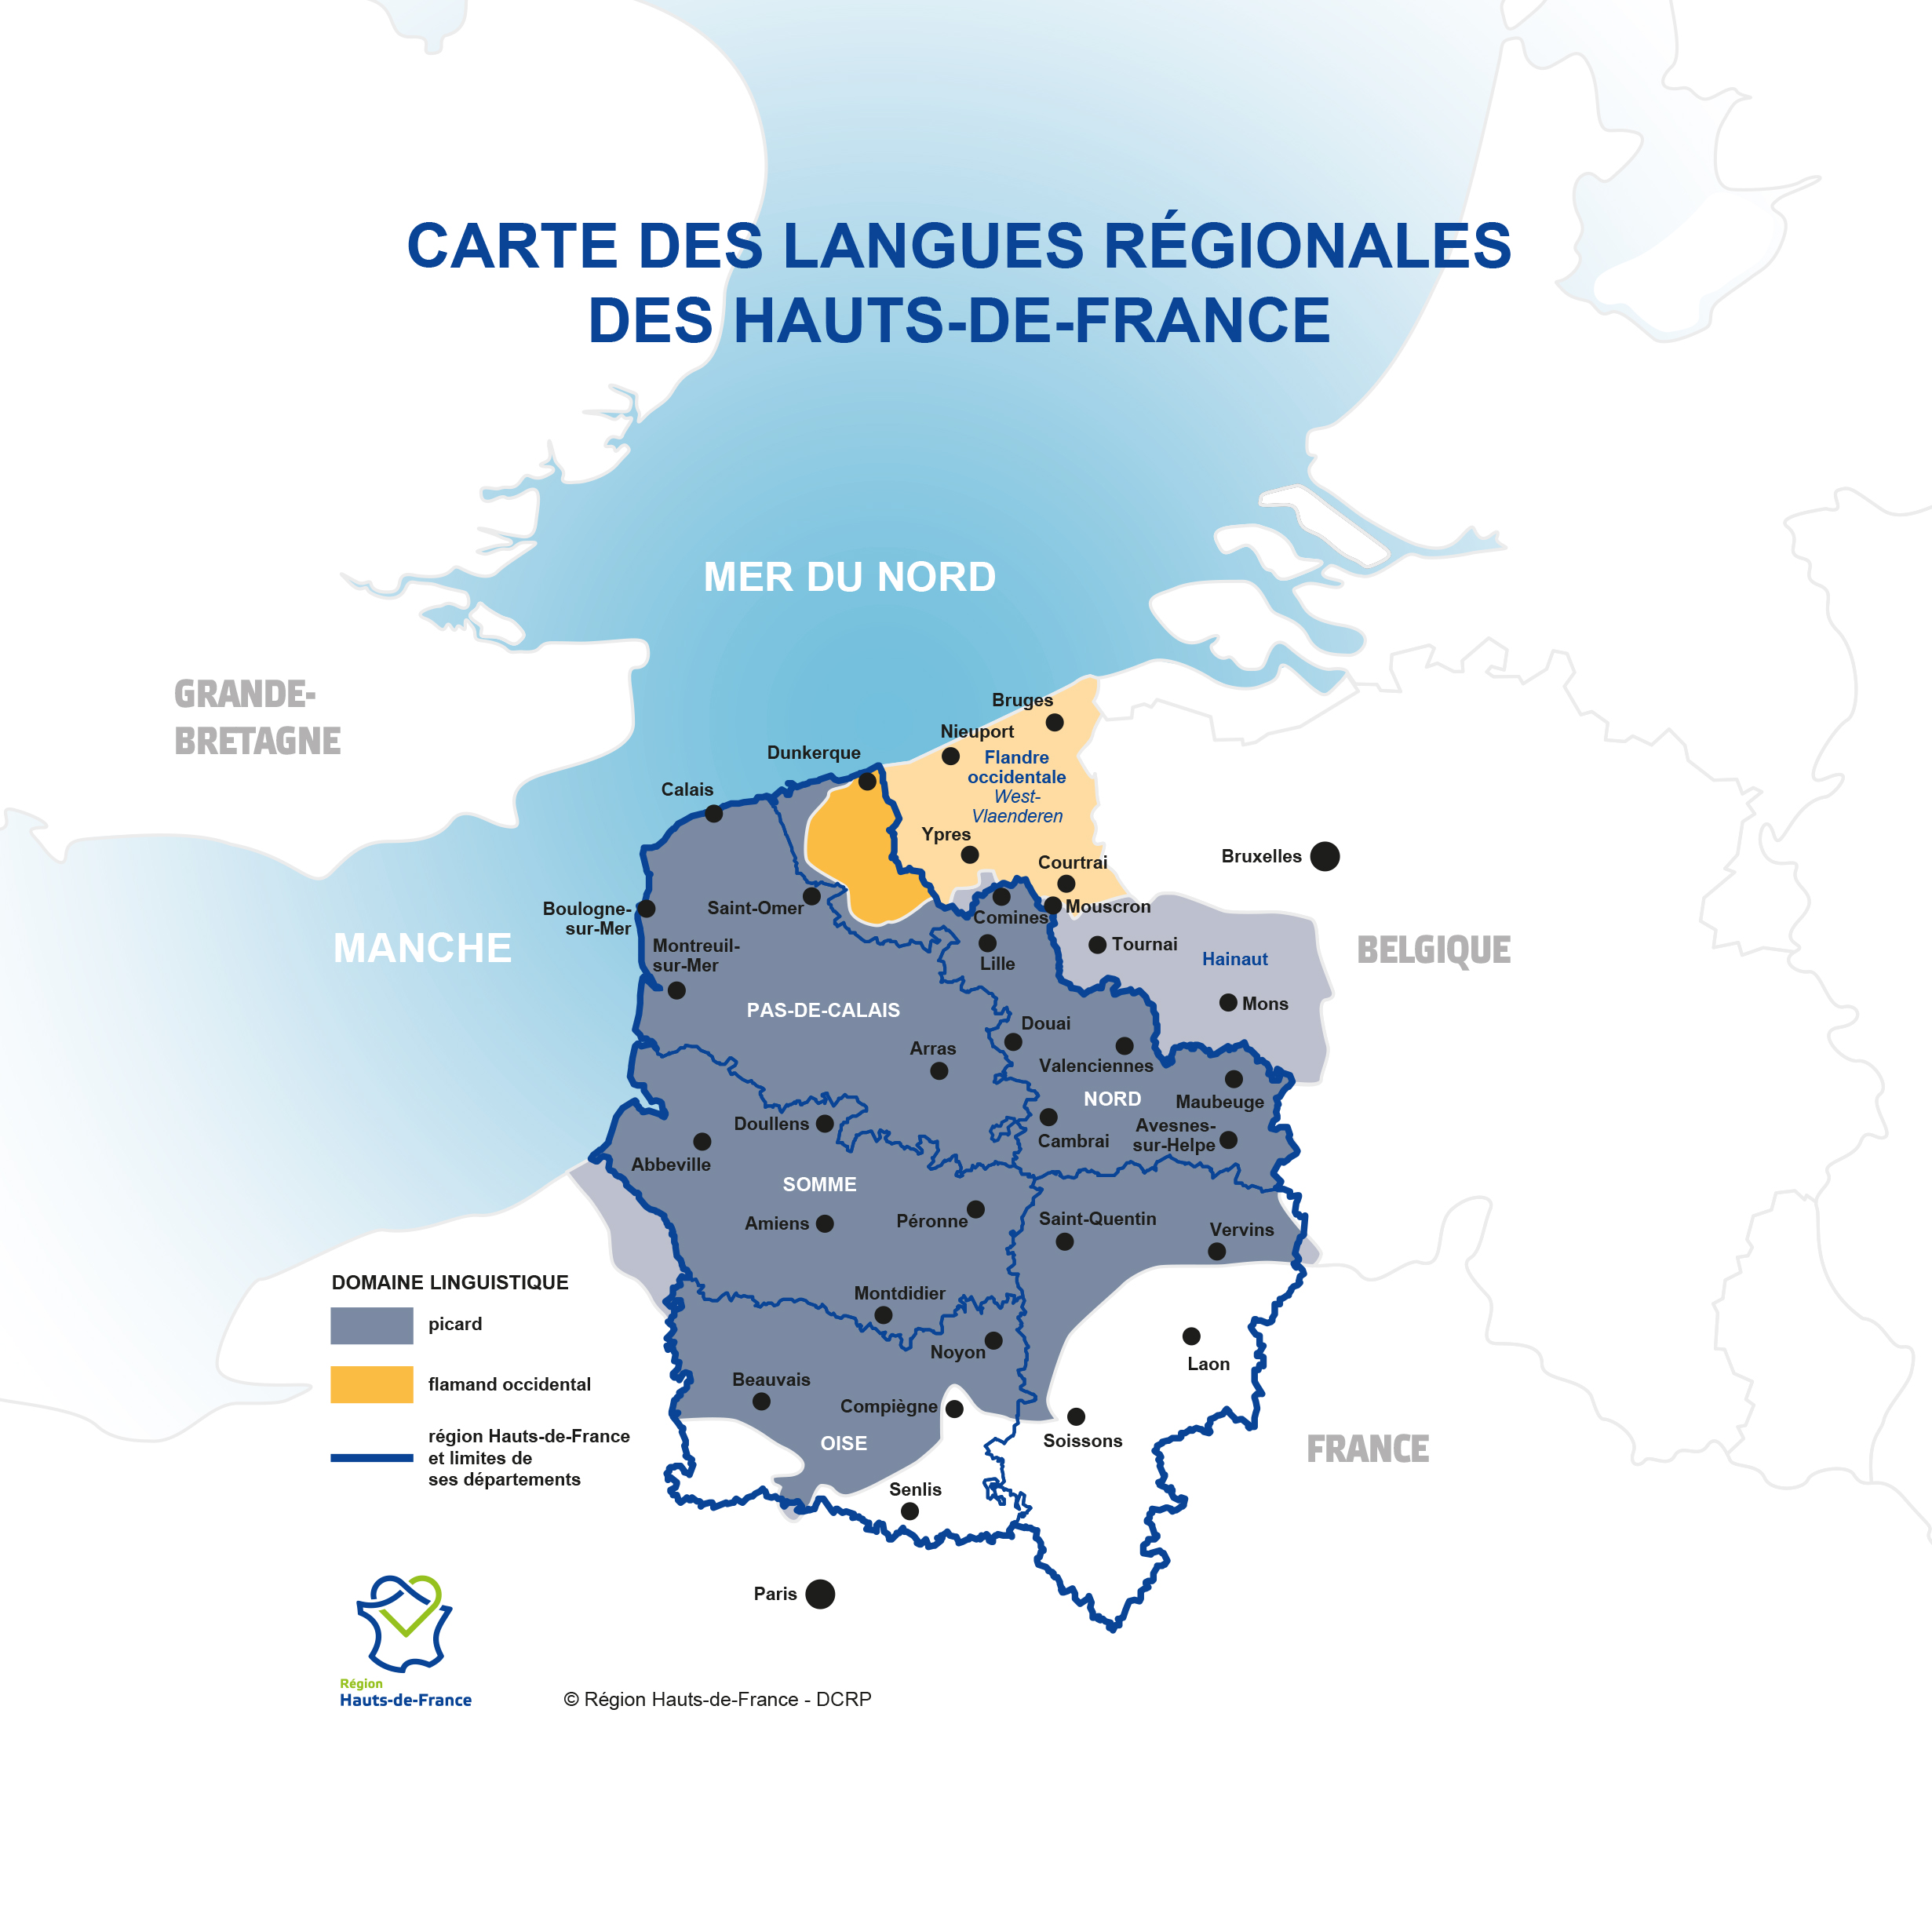 CARTE DES LANGUES RÉGIONALES
DES HAUTS-DE-FRANCE
MER DU NORD
GRANDE-
BRETAGNE
Bruges
Nieuport
Dunkerque
Flandre
occidentale
West-
Vlaenderen
Calais
Ypres
Bruxelles
Courtrai
Boulogne-
sur-Mer
Saint-Omer
Comines
Mouscron
MANCHE
Montreuil-
sur-Mer
Lille
Tournai
Hainaut
BELGIQUE
PAS-DE-CALAIS
Mons
Douai
Arras
Valenciennes
NORD
Maubeuge
Doullens
Cambrai
Avesnes-
sur-Helpe
Abbeville
SOMME
Amiens
Péronne
Saint-Quentin
Vervins
DOMAINE LINGUISTIQUE
picard
flamand occidental
région Hauts-de-France
et limites de
ses départements
Montdidier
Noyon
Laon
Beauvais
Compiègne
OISE
Soissons
FRANCE
Senlis
Paris
Région
Hauts-de-France
© Région Hauts-de-France - DCRP